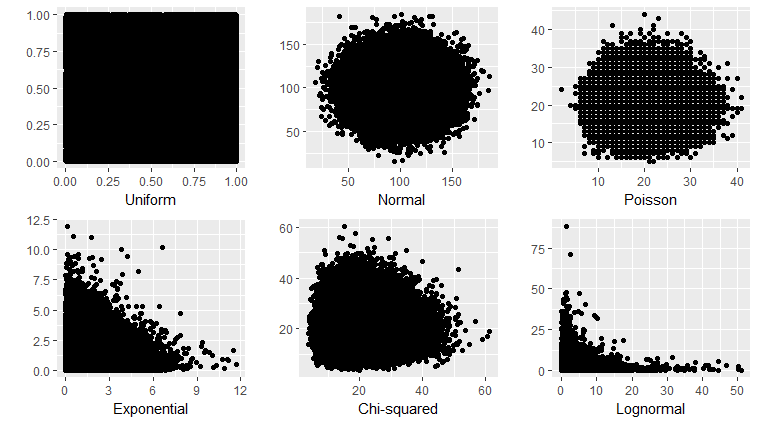 1.00
0.75
0.50
0.25
0.00
0.00 0.25 0.50 0.75 1.00
Uniform
150
100
50
50 100 150
Normal
40
30
20
10
10 20 30 40
Poisson
12.5
10.0
7.5
5.0
2.5
0.0
0 3 6 9 12
Exponential
60
50
40
30
20
20 40 60
Chi-squared
75
50
25
0
0 10 20 30 40 50
Lognormal